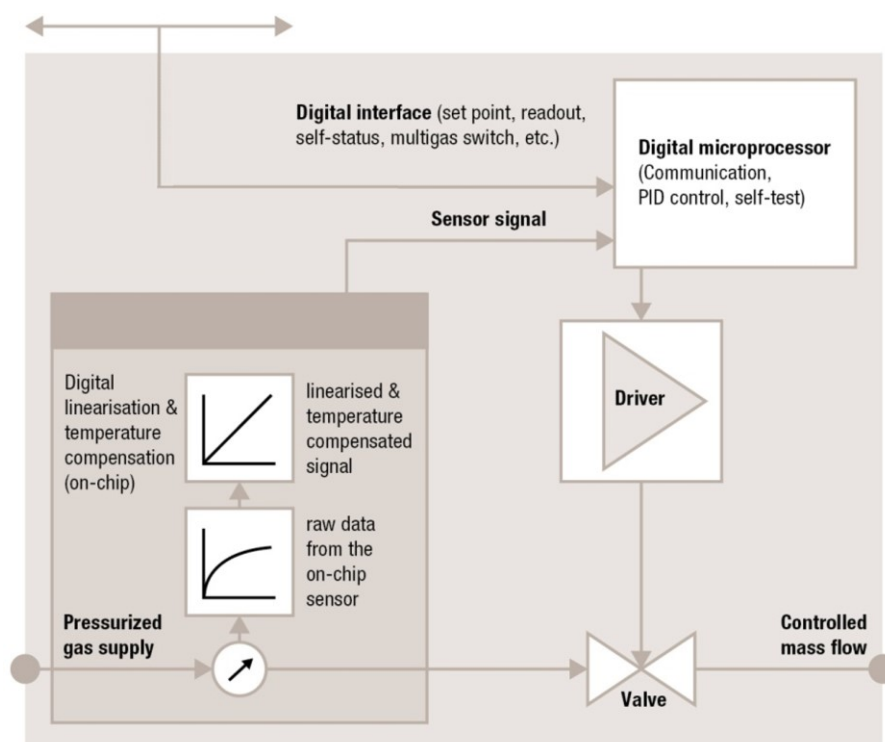 Digital interface (set point, readout,
self-status, multigas switch, etc.)
Digital microprocessor
(Communication,
PID control, self-test)
Sensor signal
Driver
Digital
linearisation &
temperature
compensation
(on-chip)
linearised &
temperature
compensated
signal
raw data
from the
on-chip
sensor
Pressurized
gas supply
Controlled
mass flow
Valve